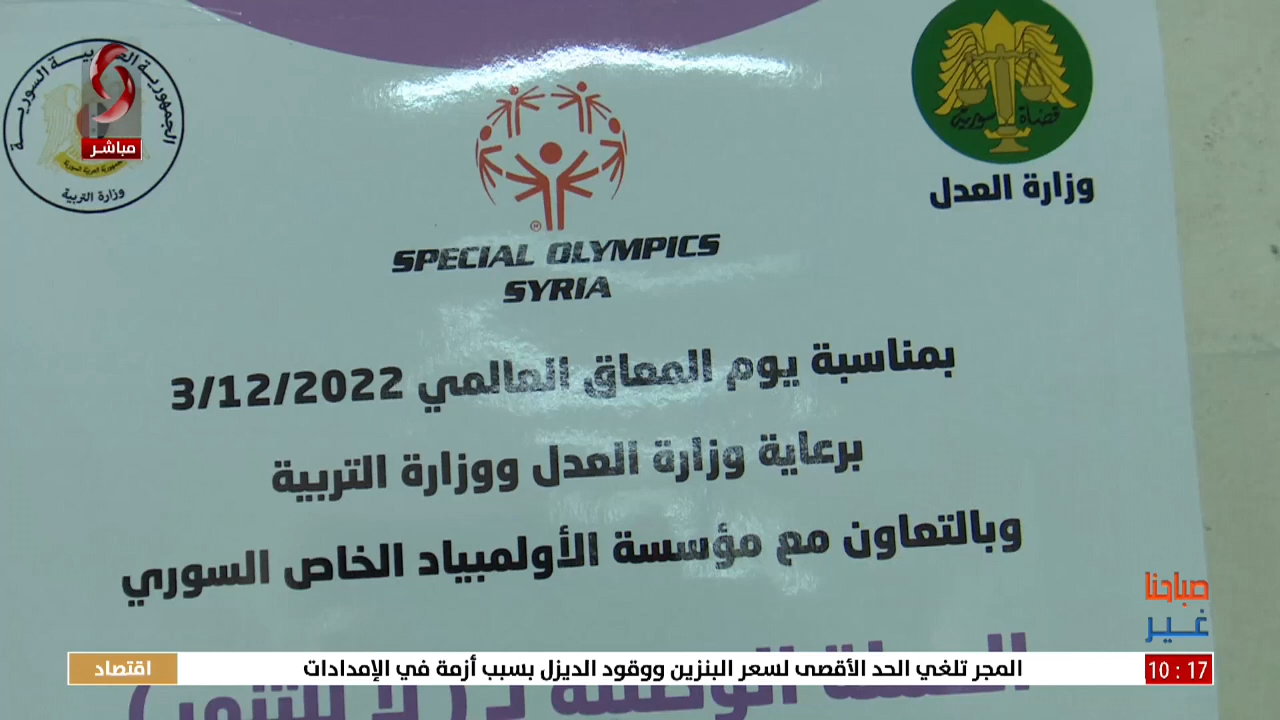 الجمهورية العربية السورية
وزارة التربية
مباشر
SPECIAL OLYMPICS
SYRIA
قضاة سورية
وزارة العدل
بمناسبة يوم المعاق العالمي 3/12/2022
برعاية وزارة العدل ووزارة التربية
وبالتعاون مع مؤسسة الأولمبياد الخاص السوري
صباحنا
غير
10 : 17
اقتصاد
المجر تلغي الحد الأقصى لسعر البنزين ووقود الديزل بسبب أزمة في الإمدادات